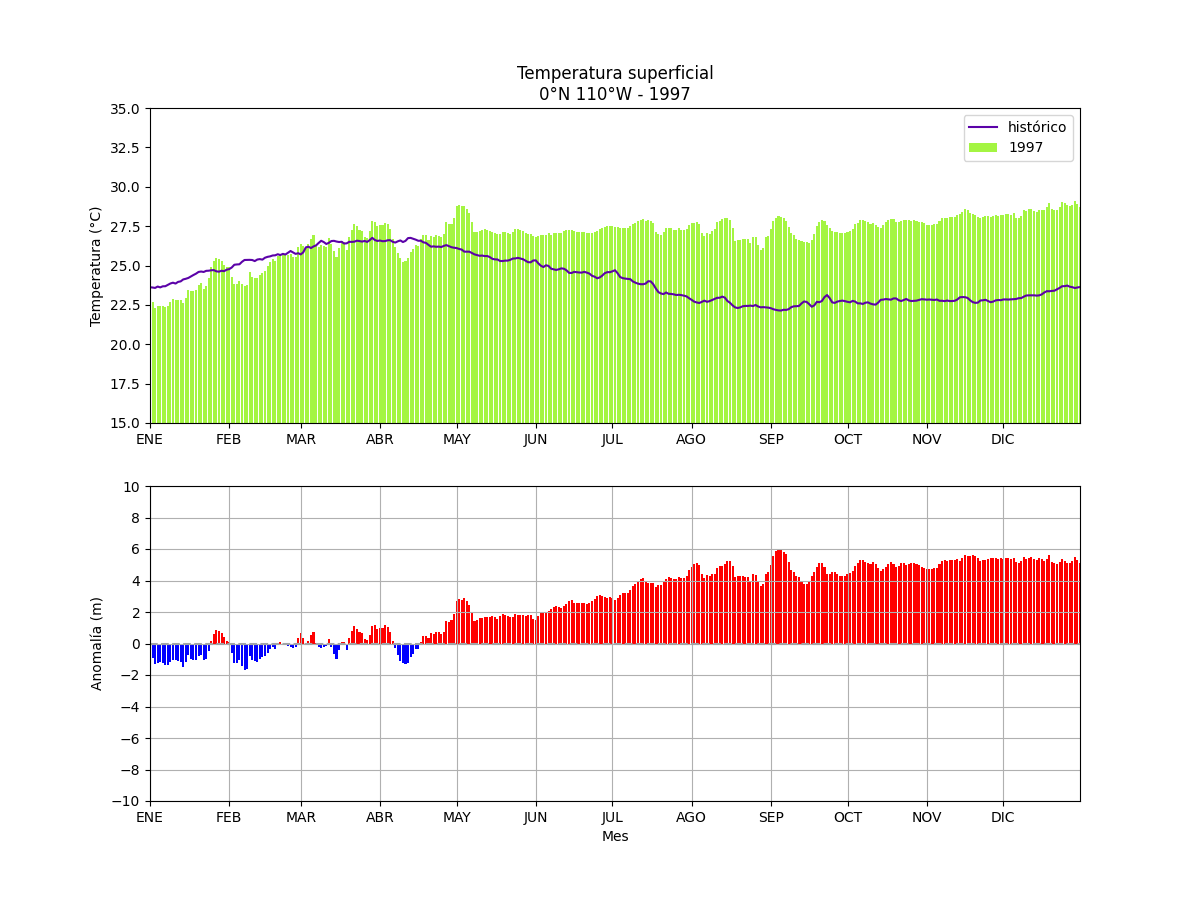 Temperatura superficial
0°N 110°W - 1997
35.0
32.5
30.0
27.5
25.0
22.5
20.0
17.5
15.0
Temperatura (°C)
histórico
1997
ENE FEB MAR ABR MAY JUN JUL AGO SEP OCT NOV DIC
10
8
6
4
2
0
−2
−4
−6
−8
−10
Anomalía (m)
ENE FEB MAR ABR MAY JUN JUL AGO SEP OCT NOV DIC
Mes